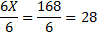 6X/6 = 168/6 = 28